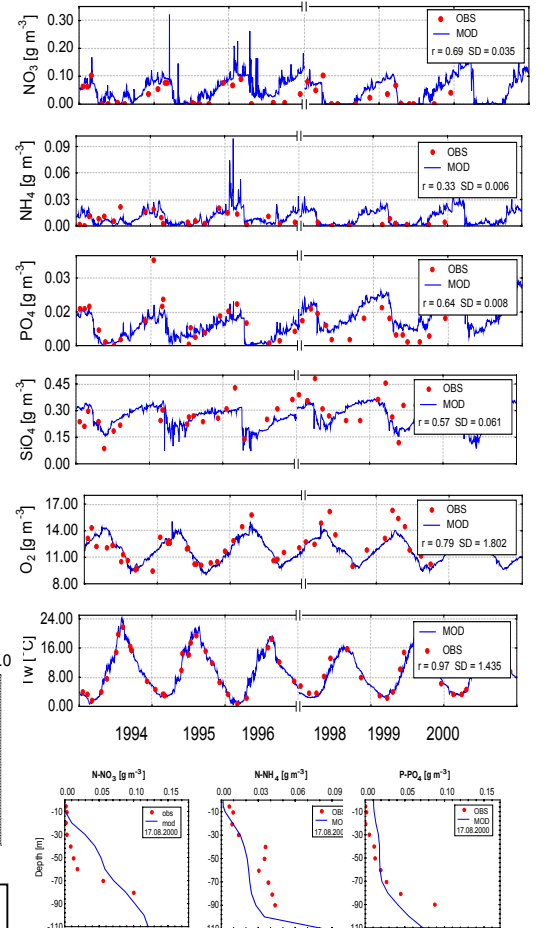 0.30
0.20
0.10
0.00
NO3 [g m-3]
OBS
MOD
r = 0.69 SD = 0.035
0.09
0.06
0.03
0.00
NH4 [g m-3]
OBS
MOD
r = 0.33 SD = 0.006
0.03
0.02
0.00
PO4 [g m-3]
OBS
MOD
r = 0.64 SD = 0.008
0.45
0.30
0.15
0.00
SiO4 [g m-3]
OBS
MOD
r = 0.57 SD = 0.061
17.00
14.00
11.00
8.00
O2 [g m-3]
OBS
MOD
r = 0.79 SD = 1.802
24.00
16.00
8.00
0.00
Tw [°C]
MOD
OBS
r = 0.97 SD = 1.435
1994 1995 1996 1998 1999 2000
N-NO3 [g m-3] N-NH4 [g m-3] P-PO4 [g m-3]
0.00 0.05 0.10 0.15 0.00 0.03 0.06 0.09 0.00 0.05 0.10 0.15
obs
mod
17.08.2000
MO
17.08.2000
OBS
MOD
17.08.2000
Depth [m]
-10 -10 -10
-30 -30 -30
-50 -50 -50
-70 -70 -70
-90 -90 -90
-110 -110 -110